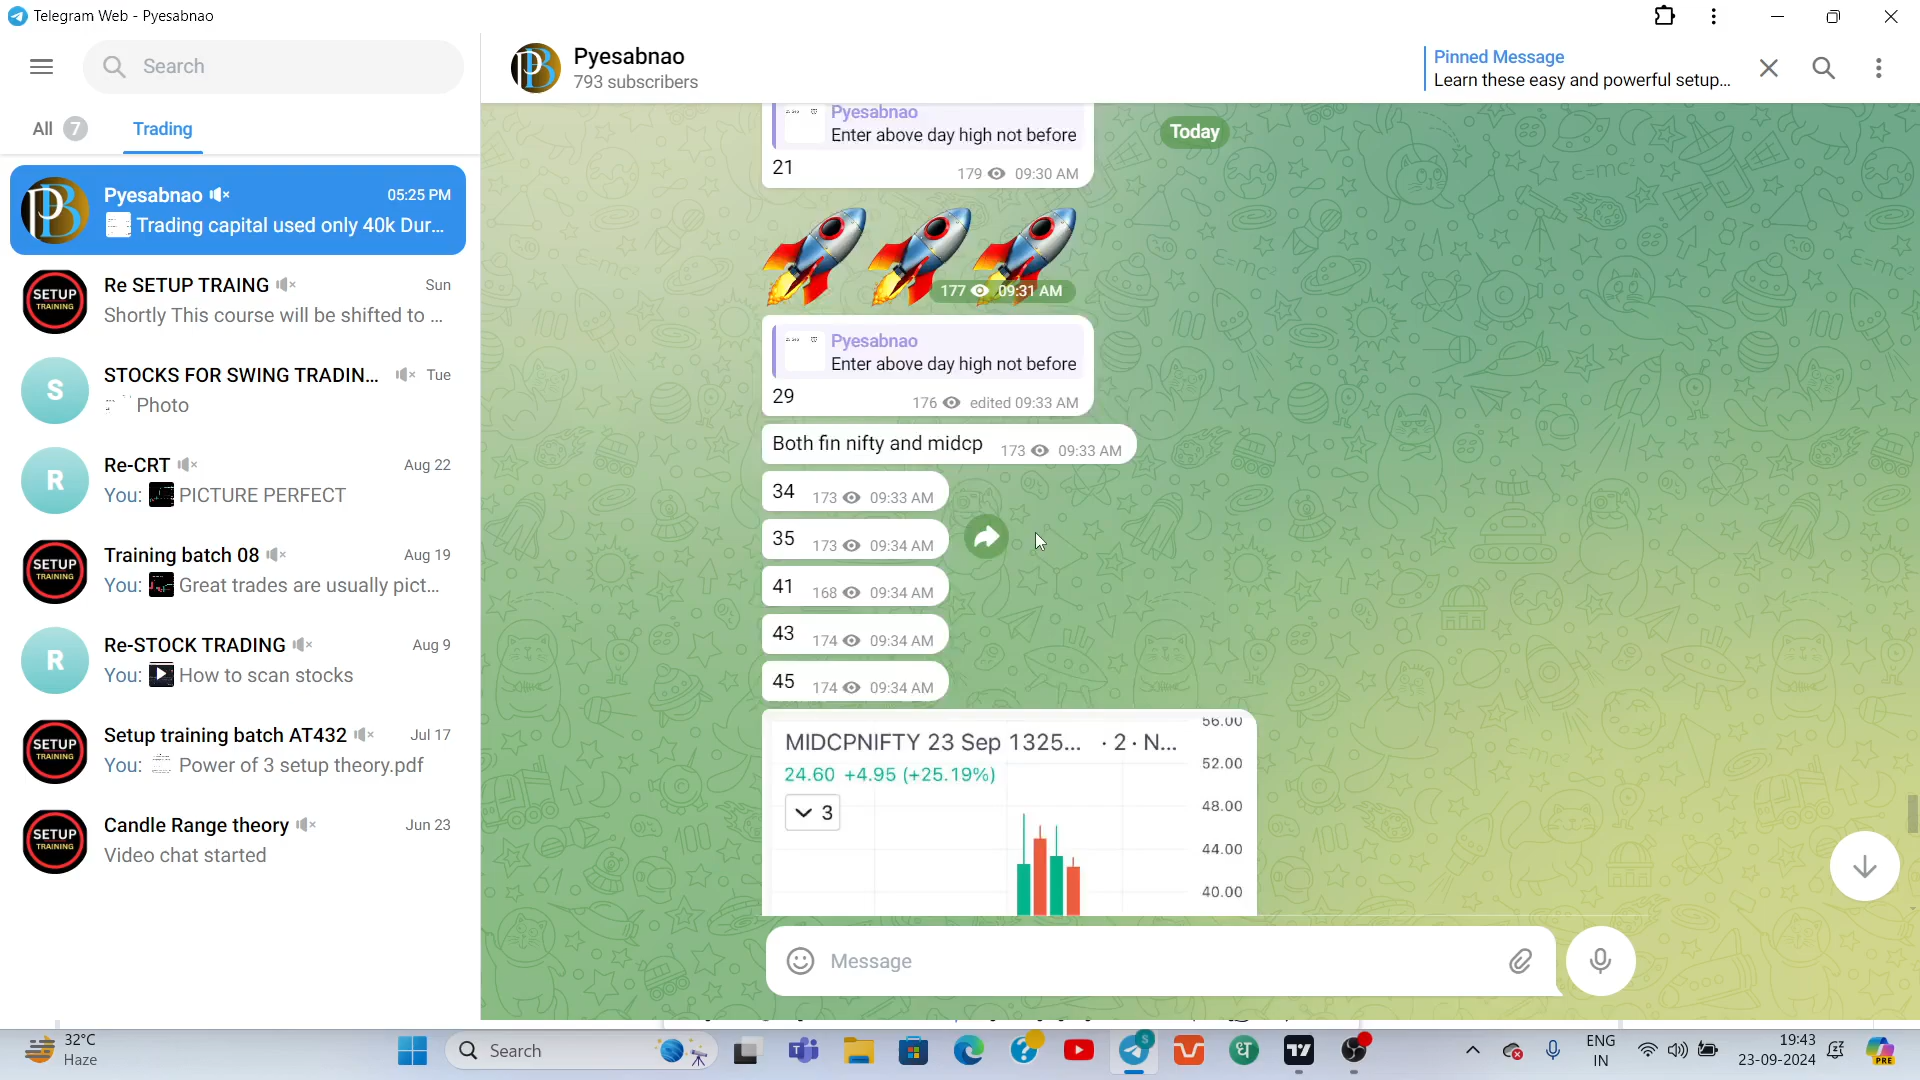 Telegram Web - Pyesabnao
Search
All 7
Trading
Pyesabnao
05:25 PM
Trading capital used only 40k Dur...
SETUP
TRAINING
Re SETUP TRAING
Sun
Shortly This course will be shifted to ...
S
STOCKS FOR SWING TRADIN...
Tue
Photo
R
Re-CRT
Aug 22
You: PICTURE PERFECT
SETUP
TRAINING
Training batch 08
Aug 19
You: Great trades are usually pict...
R
Re-STOCK TRADING
Aug 9
You: How to scan stocks
SETUP
TRAINING
Setup training batch AT432
Jul 17
You: Power of 3 setup theory.pdf
SETUP
TRAINING
Candle Range theory
Jun 23
Video chat started
Pyesabnao
793 subscribers
Pinned Message
Learn these easy and powerful setup...
Today
Pyesabnao
Enter above day high not before
21
179 09:30 AM
177 09:31 AM
Pyesabnao
Enter above day high not before
29
176 edited 09:33 AM
Both fin nifty and midcp 173 09:33 AM
34 173 09:33 AM
35 173 09:34 AM
41 168 09:34 AM
43 174 09:34 AM
45 174 09:34 AM
MIDCPNIFTY 23 Sep 1325... · 2 · N...
24.60 +4.95 (+25.19%)
3
56.00
52.00
48.00
44.00
40.00
Message
32°C
Haze
Search
ENG
IN
19:43
23-09-2024
PRE